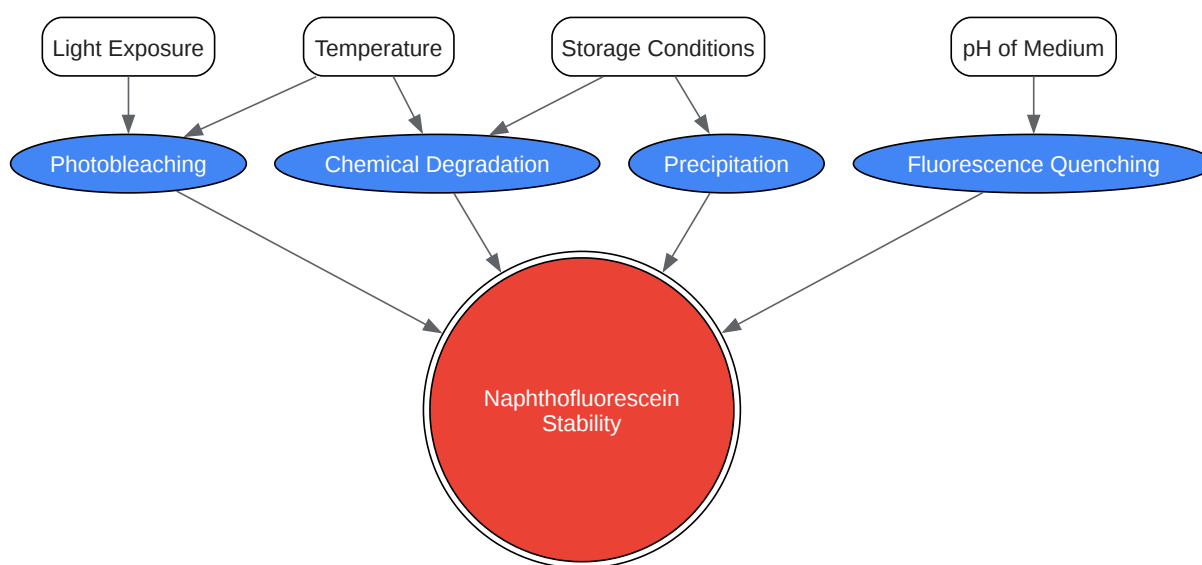 Light Exposure
Temperature
Storage Conditions
pH of Medium
Photobleaching
Chemical Degradation
Precipitation
Fluorescence Quenching
Naphthofluorescein
Stability